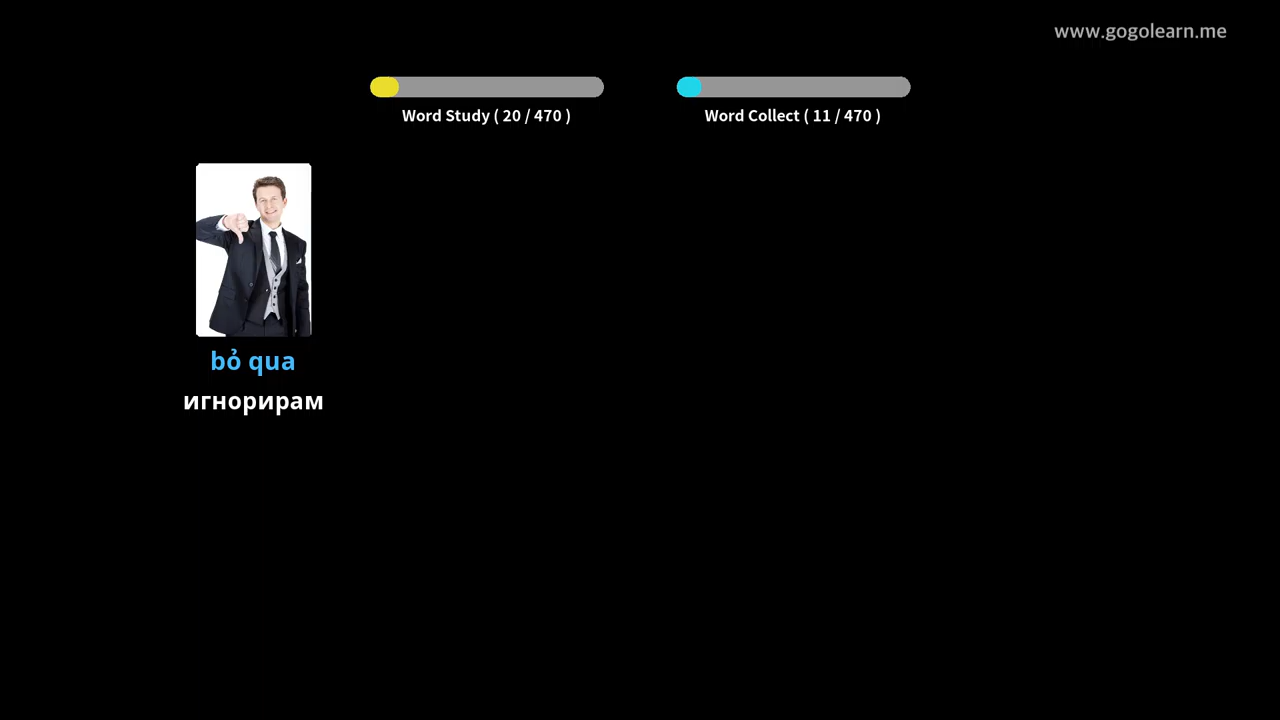 www.gogolearn.me
Word Study ( 20 / 470 )
Word Collect ( 11 / 470 )
bỏ qua
игнорирам